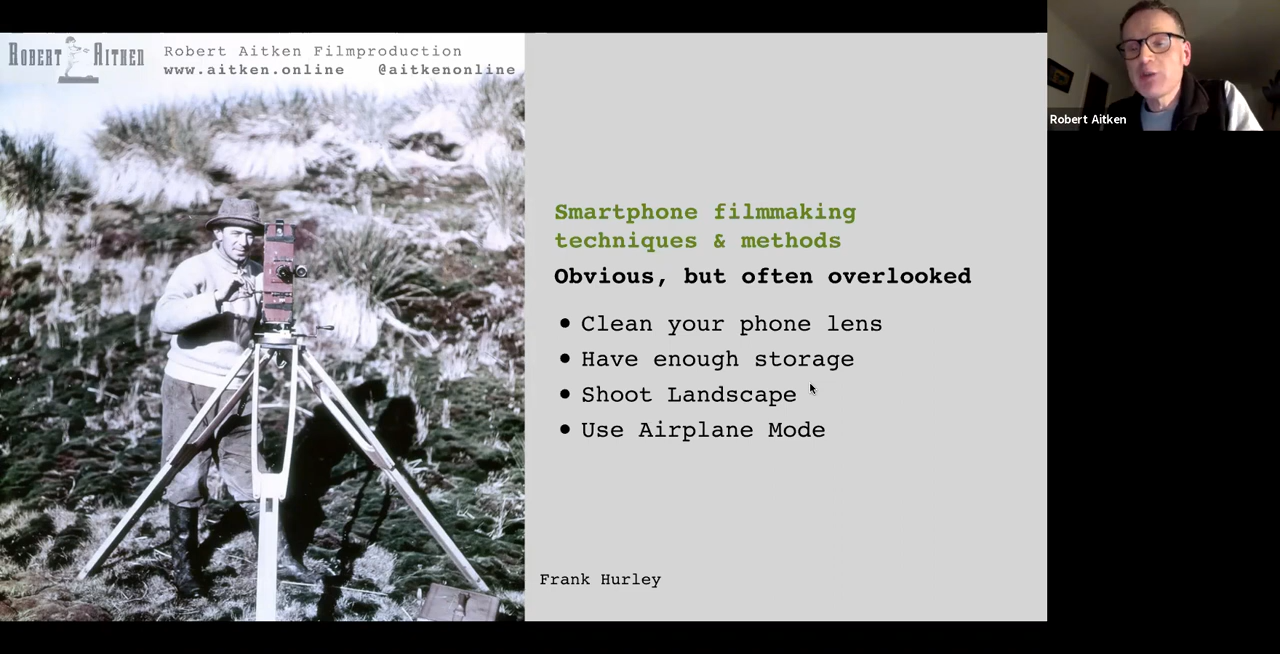 ROBERT AITKEN
Robert Aitken Filmproduction
www.aitken.online @aitkenonline
Smartphone filmmaking
techniques & methods
Obvious, but often overlooked
• Clean your phone lens
• Have enough storage
• Shoot Landscape
• Use Airplane Mode
Frank Hurley
Robert Aitken